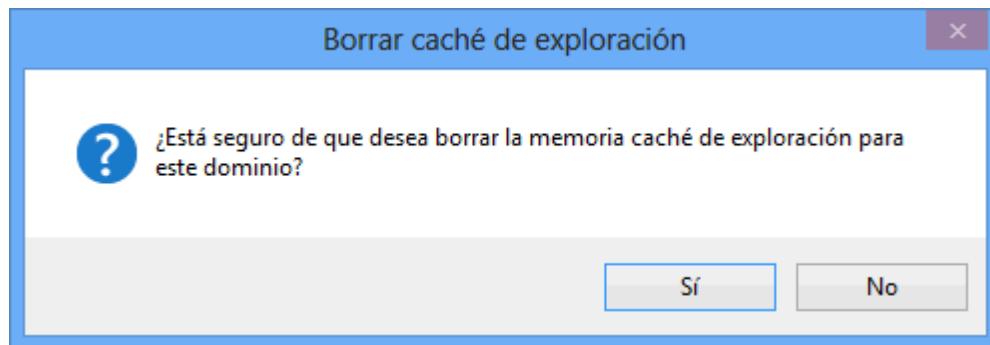 Borrar caché de exploración
¿Está seguro de que desea borrar la memoria caché de exploración para
este dominio?
Sí
No